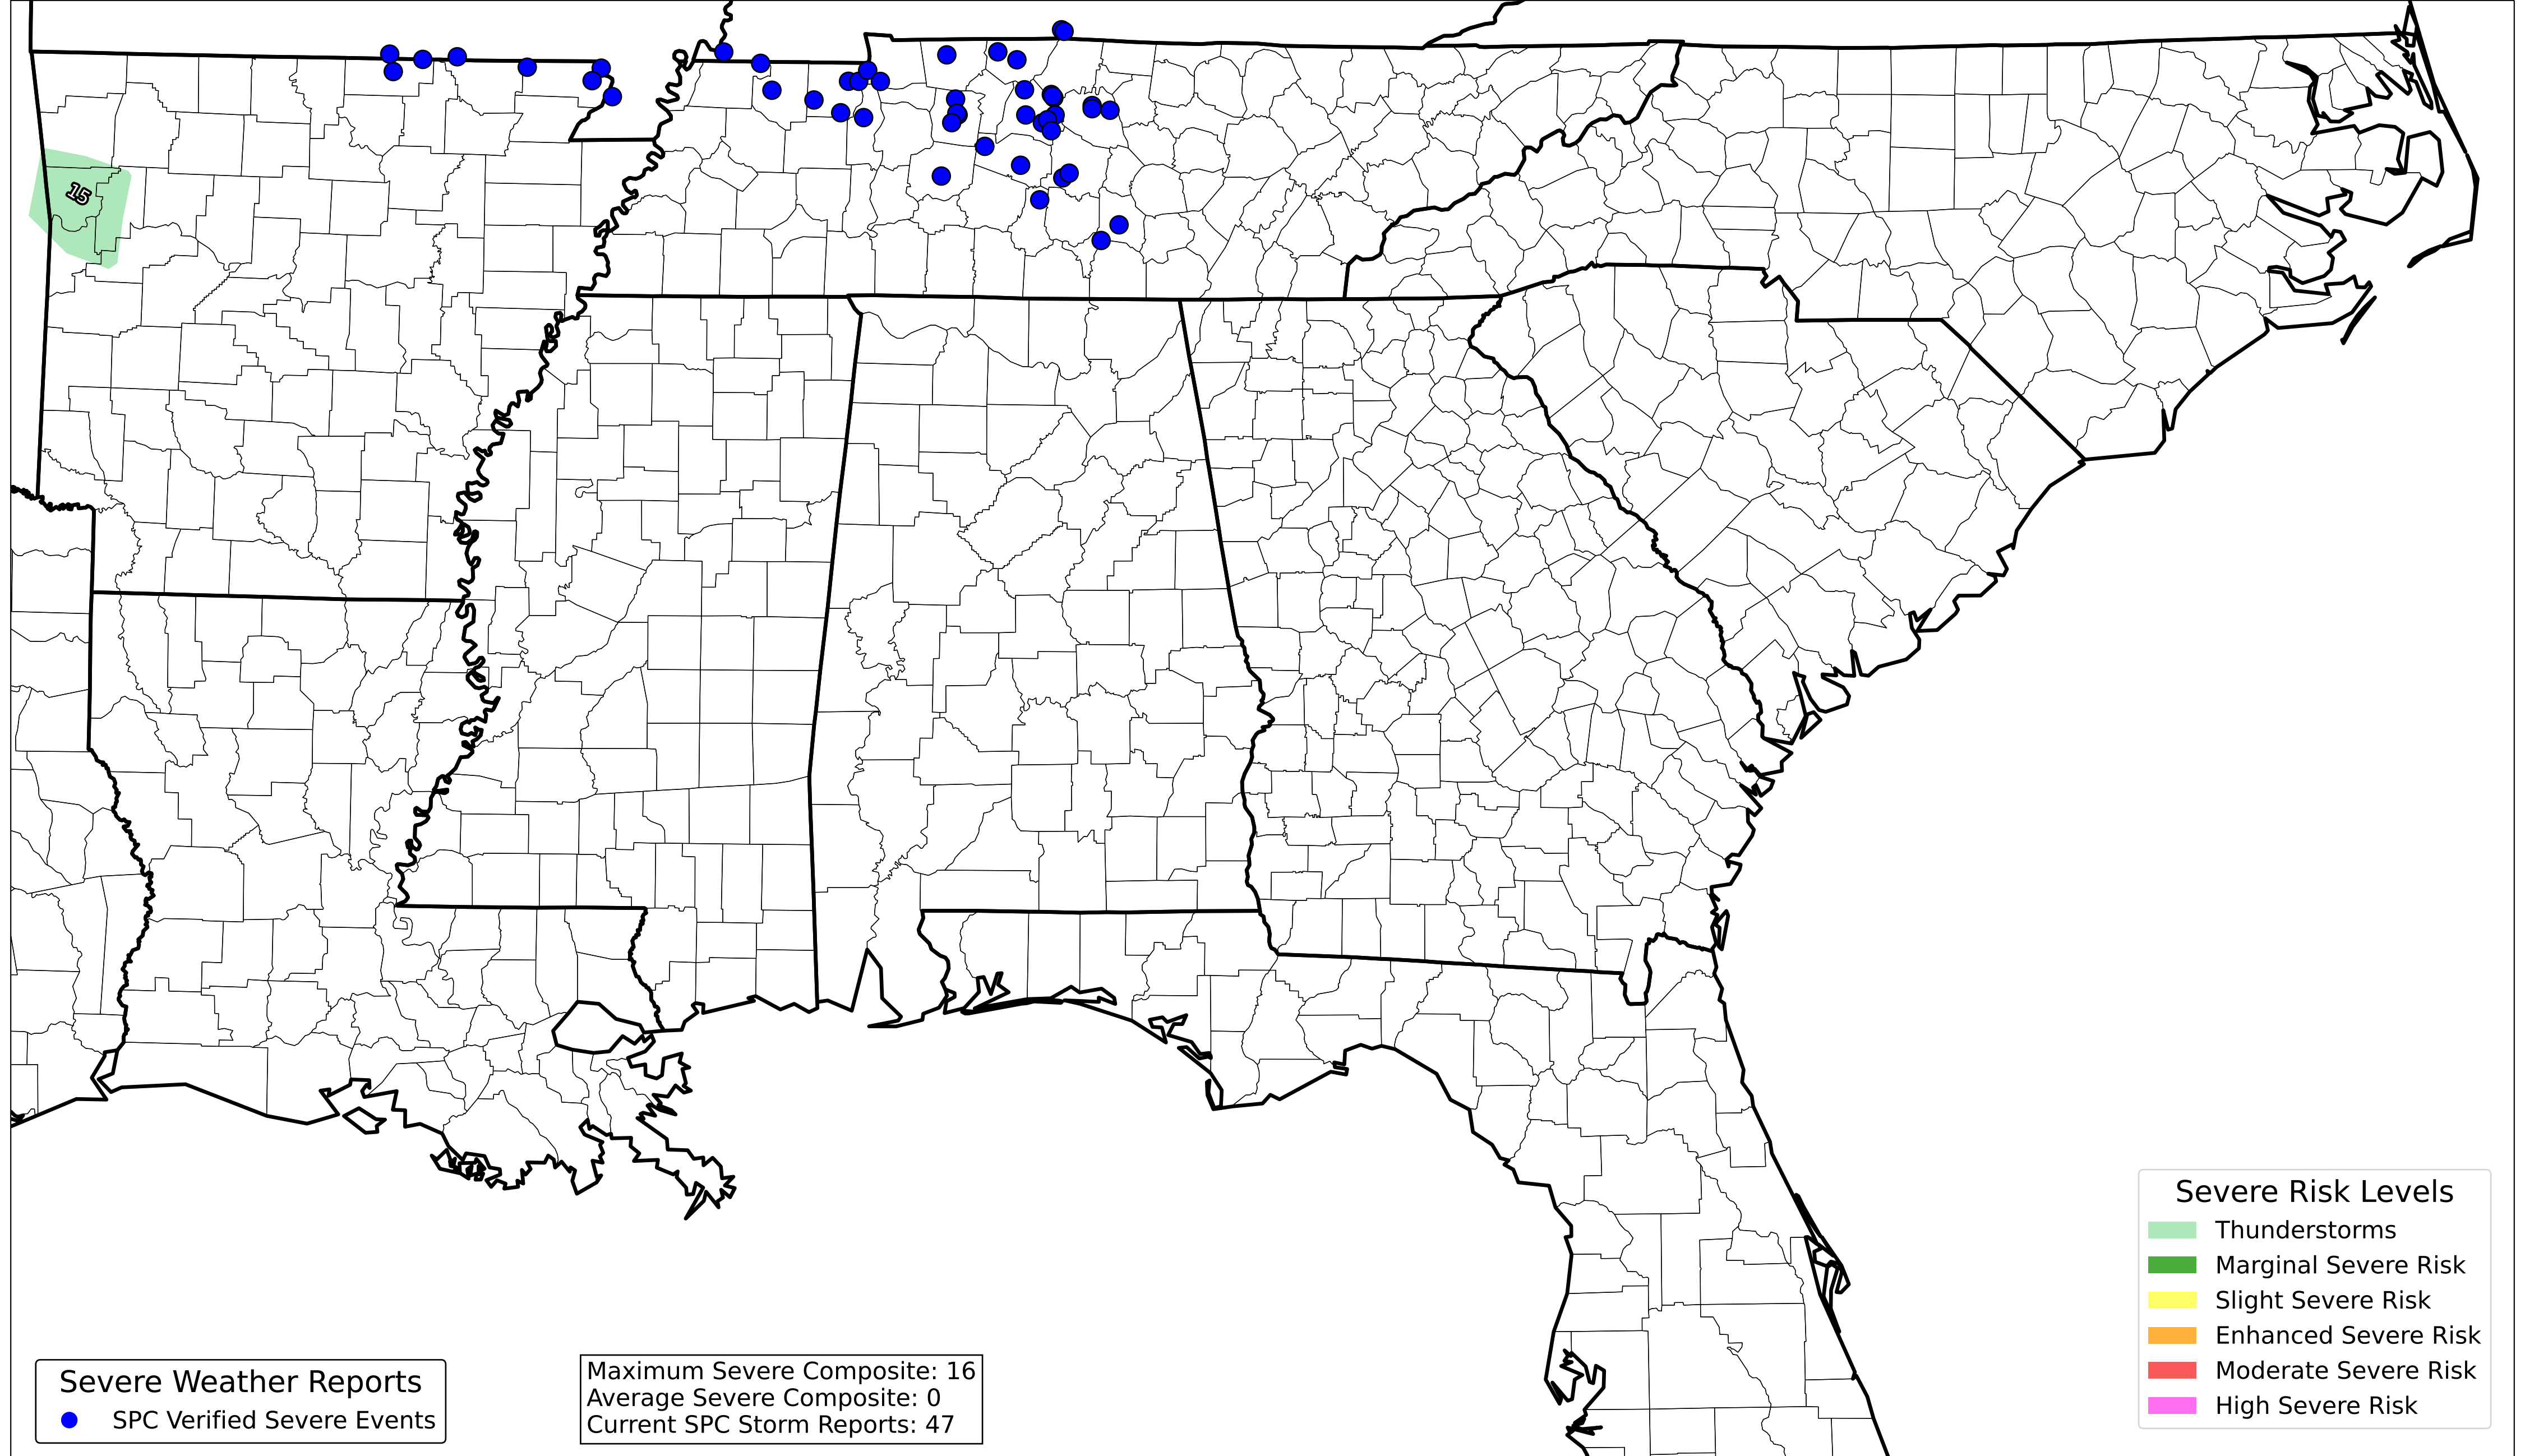 15
Severe Weather Reports
SPC Verified Severe Events
Maximum Severe Composite: 16
Average Severe Composite: 0
Current SPC Storm Reports: 47
Severe Risk Levels
Thunderstorms
Marginal Severe Risk
Slight Severe Risk
Enhanced Severe Risk
Moderate Severe Risk
High Severe Risk